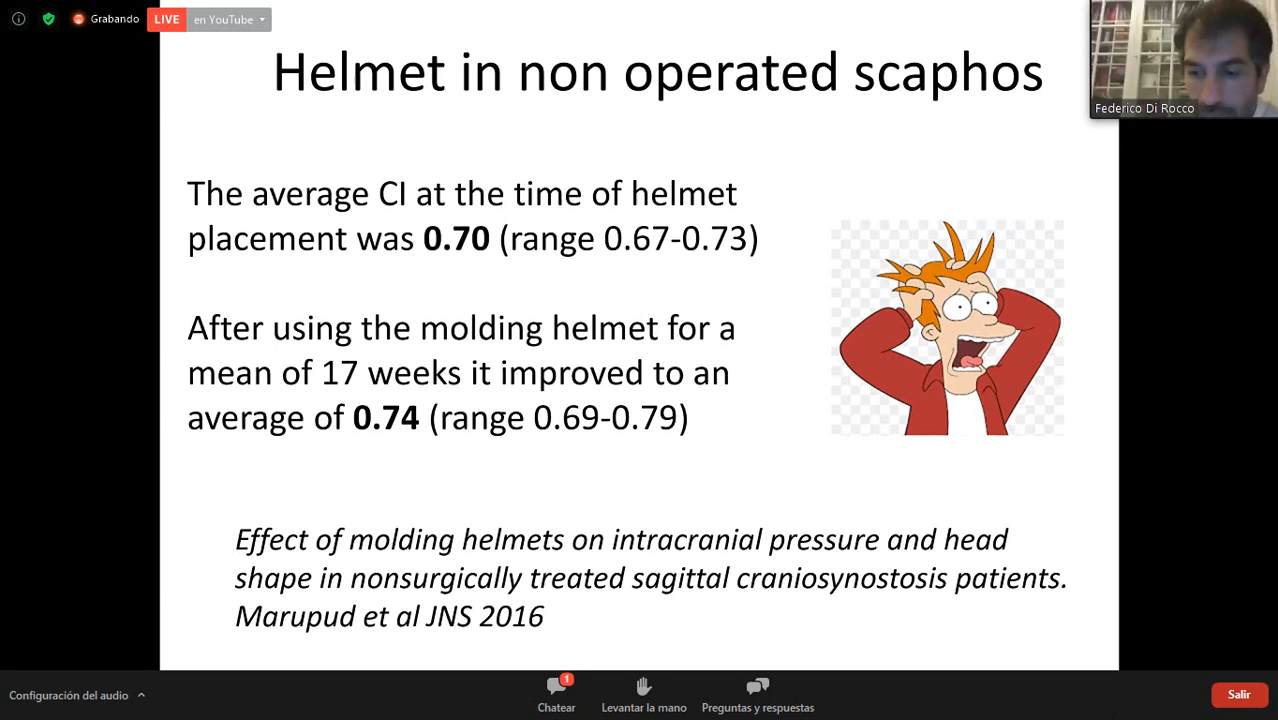 Grabando
LIVE
en YouTube
Helmet in non operated scaphos
Federico Di Rocco
The average CI at the time of helmet
placement was 0.70 (range 0.67-0.73)
After using the molding helmet for a
mean of 17 weeks it improved to an
average of 0.74 (range 0.69-0.79)
Effect of molding helmets on intracranial pressure and head
shape in nonsurgically treated sagittal craniosynostosis patients.
Marupud et al JNS 2016
Configuración del audio
1
Chatear
Levantar la mano
Preguntas y respuestas
Salir